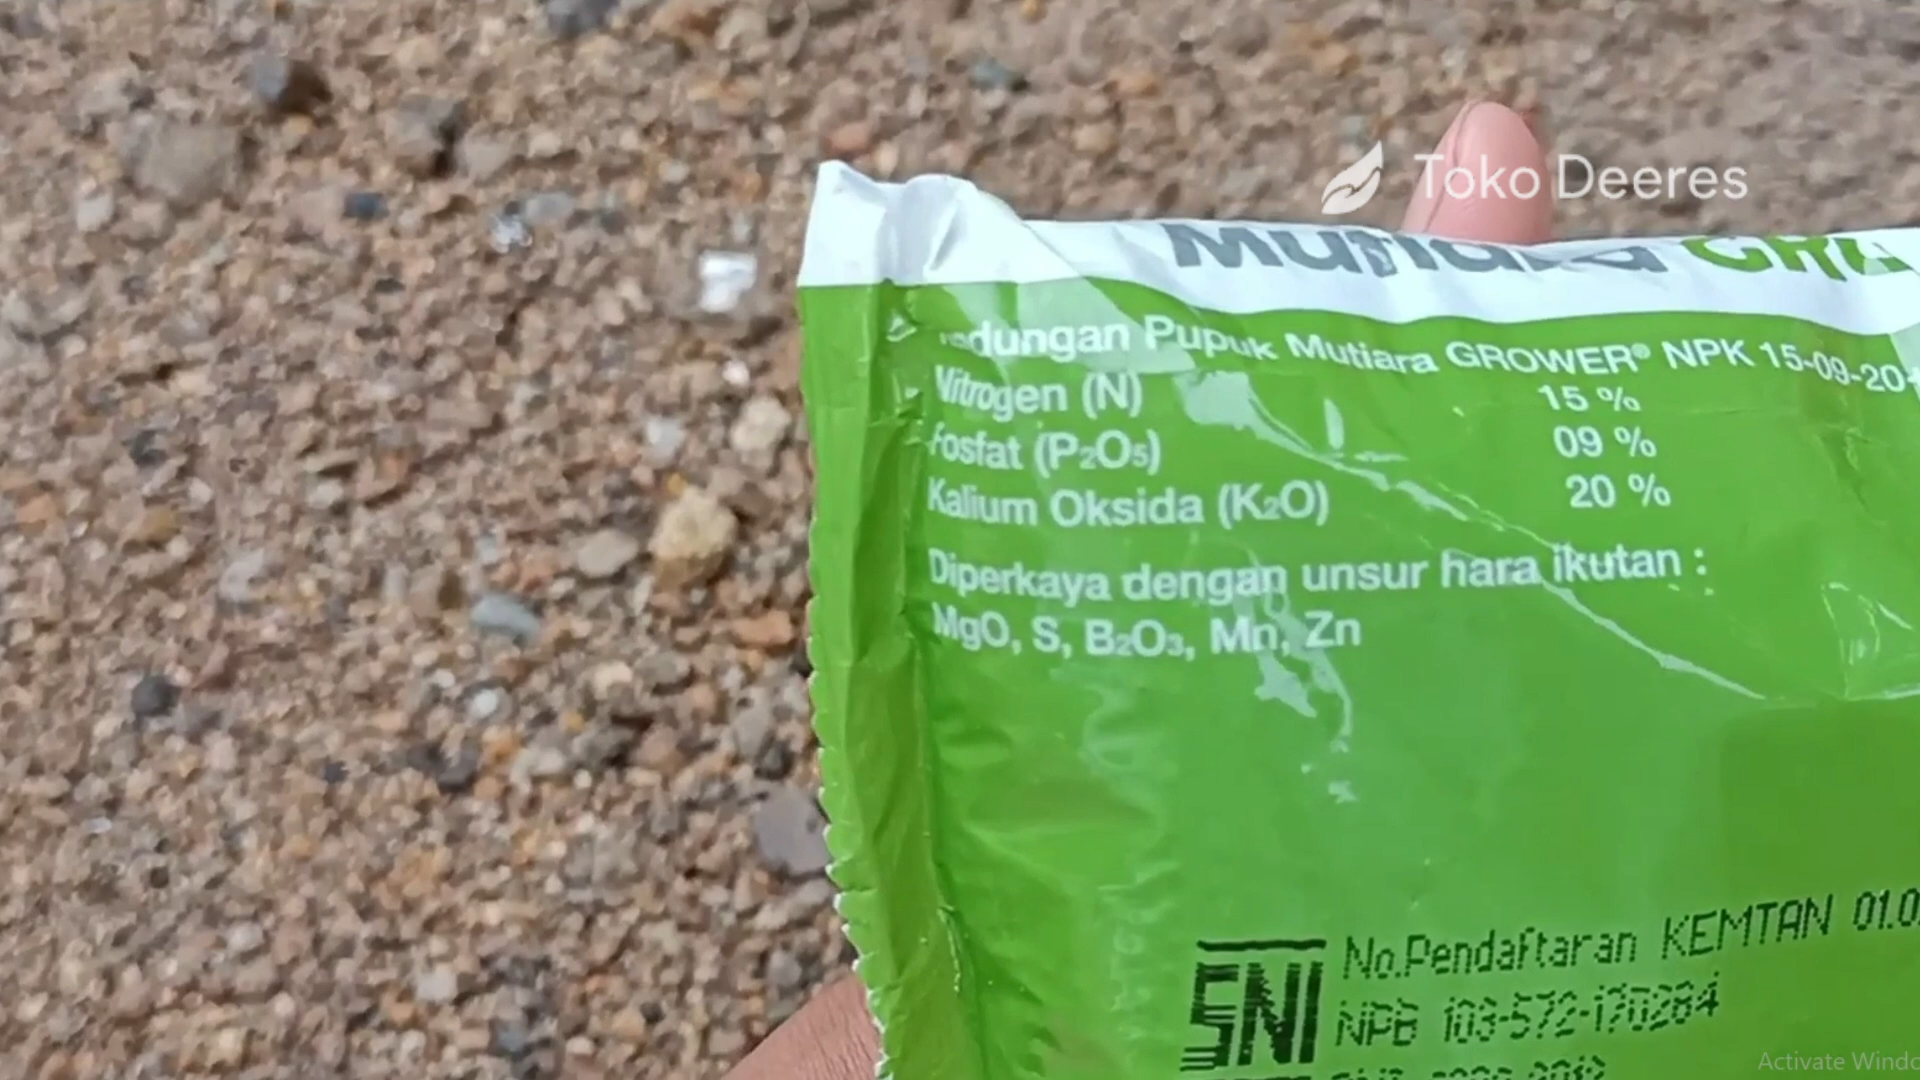 Toko Deeres
Mutiara
Pupuk Mutiara GROWER® NPK 15-09-20
Nitrogen (N) 15 %
Fosfat (P₂O₅) 09 %
Kalium Oksida (K₂O) 20 %
Diperkaya dengan unsur hara ikutan :
MgO, S, B₂O₃, Mn, Zn
SNI
No.Pendaftaran KEMTAN 01.0
NPB 103-572-170284
Activate Windo